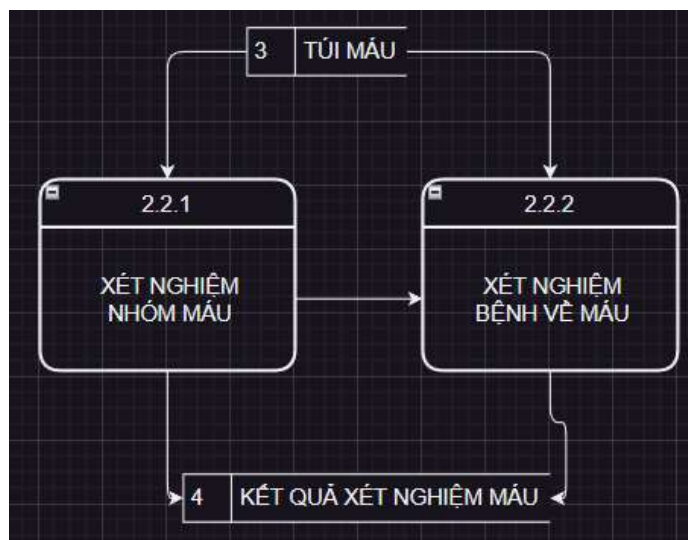 3 TÚI MÁU
2.2.1
2.2.2
XÉT NGHIỆM
NHÓM MÁU
XÉT NGHIỆM
BỆNH VỀ MÁU
4 KẾT QUẢ XÉT NGHIỆM MÁU